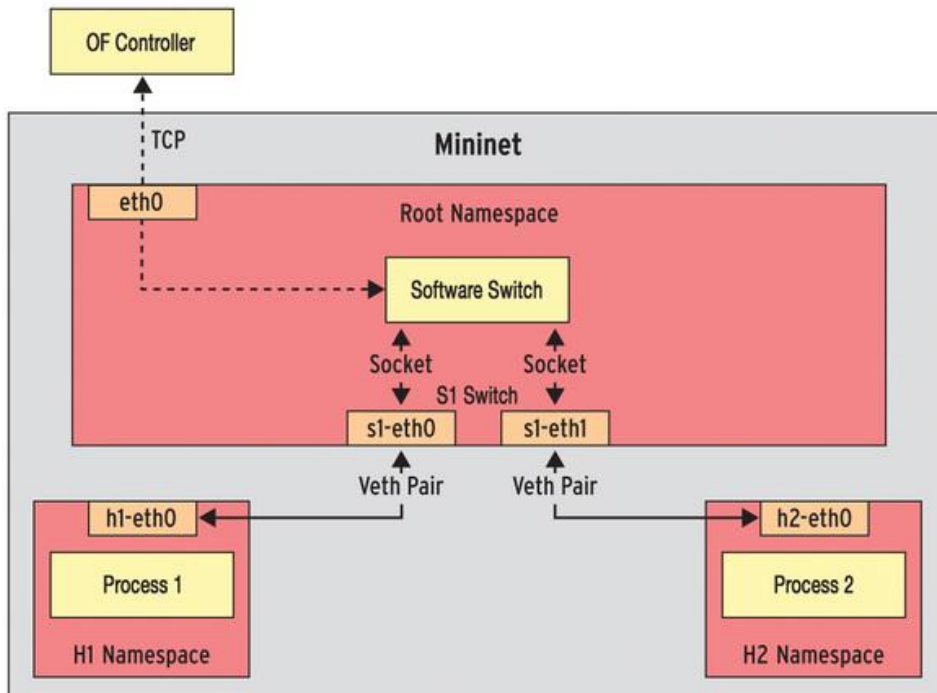 OF Controller
TCP
Mininet
eth0
Root Namespace
Software Switch
Socket
Socket
S1 Switch
s1-eth0
s1-eth1
Veth Pair
Veth Pair
h1-eth0
h2-eth0
Process 1
Process 2
H1 Namespace
H2 Namespace